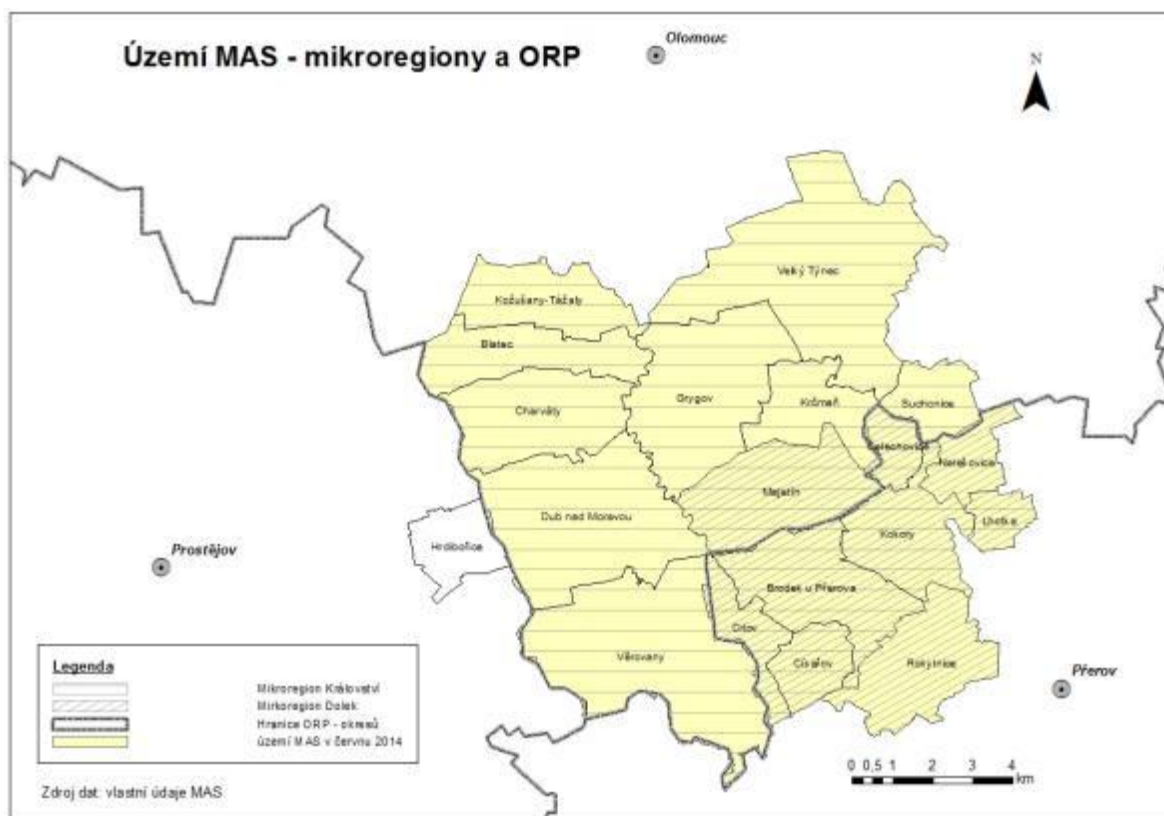 Území MAS - mikroregiony a ORP
Olomouc
N
Velký Týnec
Kožušany-Tážaly
Blatec
Grygov
Krčmaň
Suchonice
Charváty
Čelechovice
Nelešovice
Majetín
Lhotka
Dub nad Moravou
Kokory
Hrdibořice
Prostějov
Brodek u Přerova
Citov
Věrovany
Císařov
Rokytnice
Přerov
Legenda
Mikroregion Království
Mirkoregion Dolek
Hranice ORP - okresů
území MAS v červnu 2014
0 0,5 1 2 3 4
km
Zdroj dat: vlastní údaje MAS